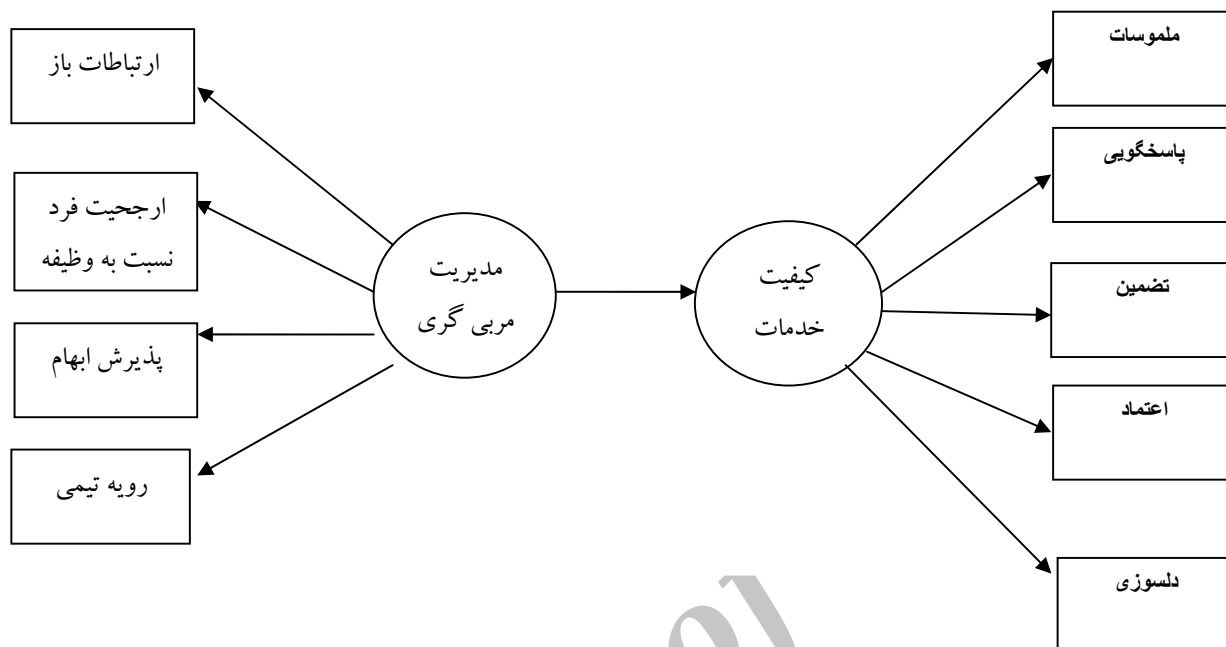 ملموسات
ارتباطات باز
پاسخگویی
ارجحیت فرد
نسبت به وظیفه
مدیریت
مربی گری
کیفیت
خدمات
تضمین
پذیرش ابهام
اعتماد
رویه تیمی
دلسوزی